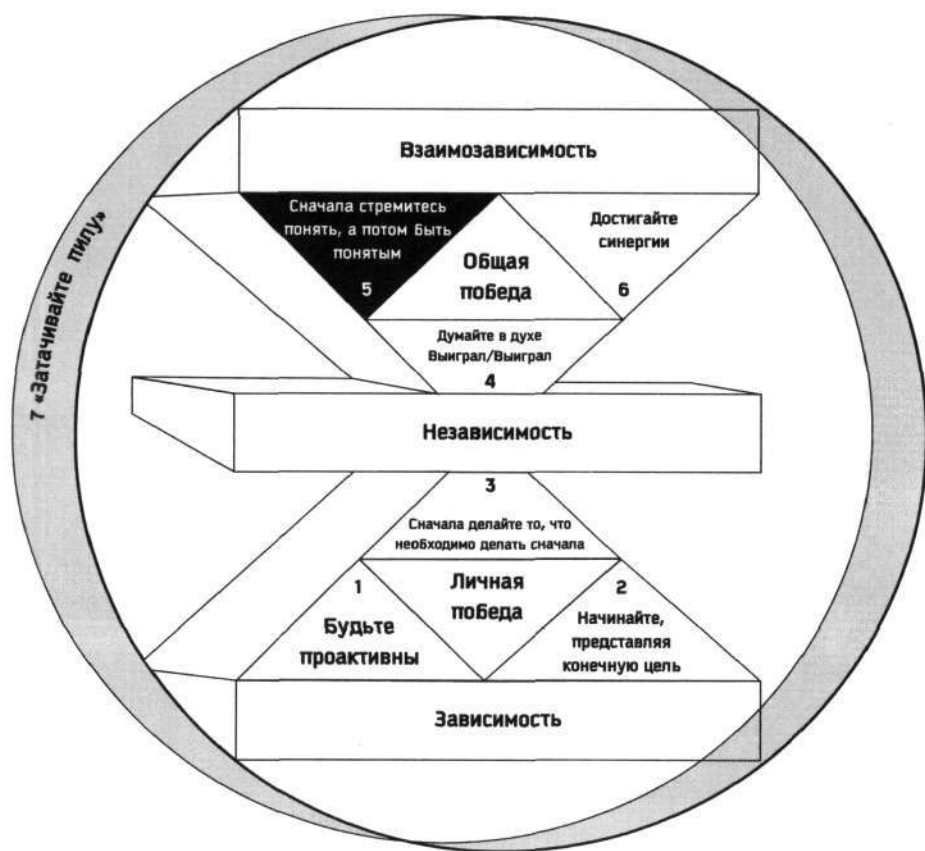 7 «Затачивайте пилу»
Взаимозависимость
Сначала стремитесь
понять, а потом быть
понятым
5
Общая
победа
Достигайте
синергии
6
Думайте в духе
Выиграл/Выиграл
4
Независимость
3
Сначала делайте то, что
необходимо делать сначала
1
Будьте
проактивны
Личная
победа
2
Начинайте,
представляя
конечную цель
Зависимость